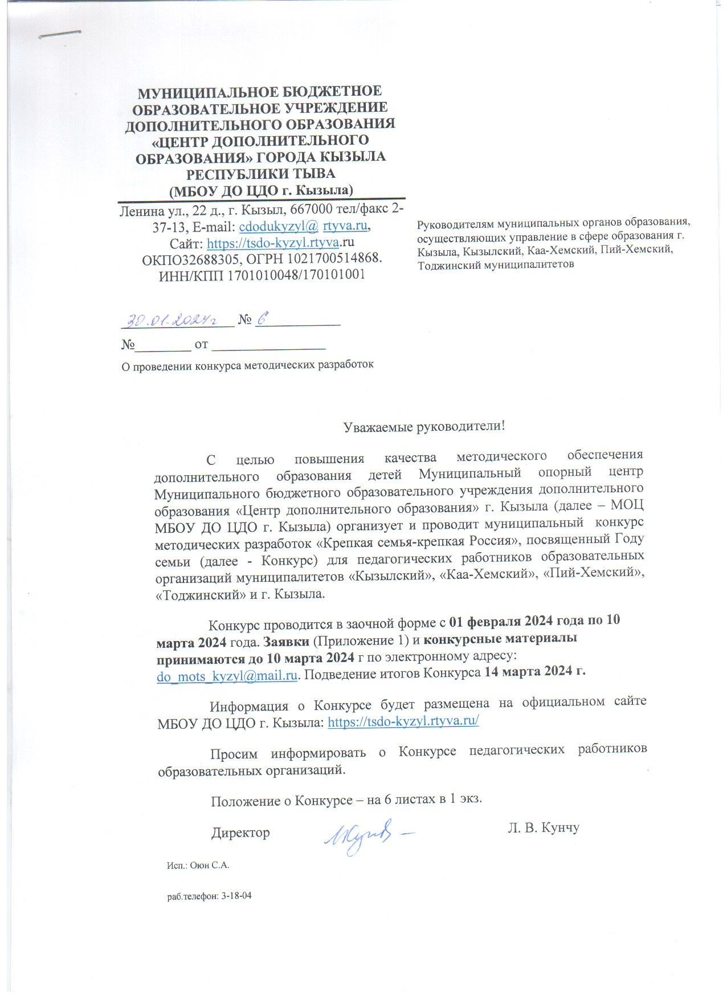 МУНИЦИПАЛЬНОЕ БЮДЖЕТНОЕ
ОБРАЗОВАТЕЛЬНОЕ УЧРЕЖДЕНИЕ
ДОПОЛНИТЕЛЬНОГО ОБРАЗОВАНИЯ
«ЦЕНТР ДОПОЛНИТЕЛЬНОГО
ОБРАЗОВАНИЯ» ГОРОДА КЫЗЫЛА
РЕСПУБЛИКИ ТЫВА
(МБОУ ДО ЦДО г. Кызыла)
Ленина ул., 22 д., г. Кызыл, 667000 тел/факс 2-
37-13, E-mail: cdodukyzyl@ rtyva.ru,
Сайт: https://tsdo-kyzyl.rtyva.ru
ОКПО32688305, ОГРН 1021700514868.
ИНН/КПП 1701010048/170101001
Руководителям муниципальных органов образования,
осуществляющих управление в сфере образования г.
Кызыла, Кызылский, Каа-Хемский, Пий-Хемский,
Тоджинский муниципалитетов
30.01.2024г № 6
№________ от ________________
О проведении конкурса методических разработок
Уважаемые руководители!
С целью повышения качества методического обеспечения
дополнительного образования детей Муниципальный опорный центр
Муниципального бюджетного образовательного учреждения дополнительного
образования «Центр дополнительного образования» г. Кызыла (далее – МОЦ
МБОУ ДО ЦДО г. Кызыла) организует и проводит муниципальный конкурс
методических разработок «Крепкая семья-крепкая Россия», посвященный Году
семьи (далее - Конкурс) для педагогических работников образовательных
организаций муниципалитетов «Кызылский», «Каа-Хемский», «Пий-Хемский»,
«Тоджинский» и г. Кызыла.
Конкурс проводится в заочной форме с 01 февраля 2024 года по 10
марта 2024 года. Заявки (Приложение 1) и конкурсные материалы
принимаются до 10 марта 2024 г по электронному адресу:
do_mots_kyzyl@mail.ru. Подведение итогов Конкурса 14 марта 2024 г.
Информация о Конкурсе будет размещена на официальном сайте
МБОУ ДО ЦДО г. Кызыла: https://tsdo-kyzyl.rtyva.ru/
Просим информировать о Конкурсе педагогических работников
образовательных организаций.
Положение о Конкурсе – на 6 листах в 1 экз.
Директор Л. В. Кунчу
Исп.: Оюн С.А.
раб.телефон: 3-18-04